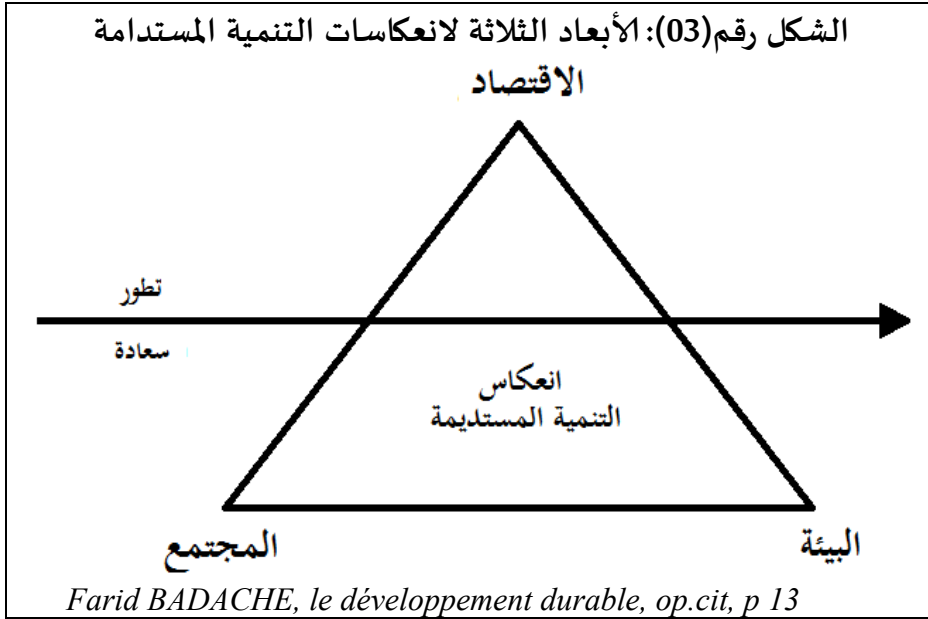 الشكل رقم(03): الأبعاد الثلاثة لانعكاسات التنمية المستدامة
الاقتصاد
تطور
سعادة
انعكاس
التنمية المستديمة
البيئة
المجتمع
Farid BADACHE, le développement durable, op.cit, p 13